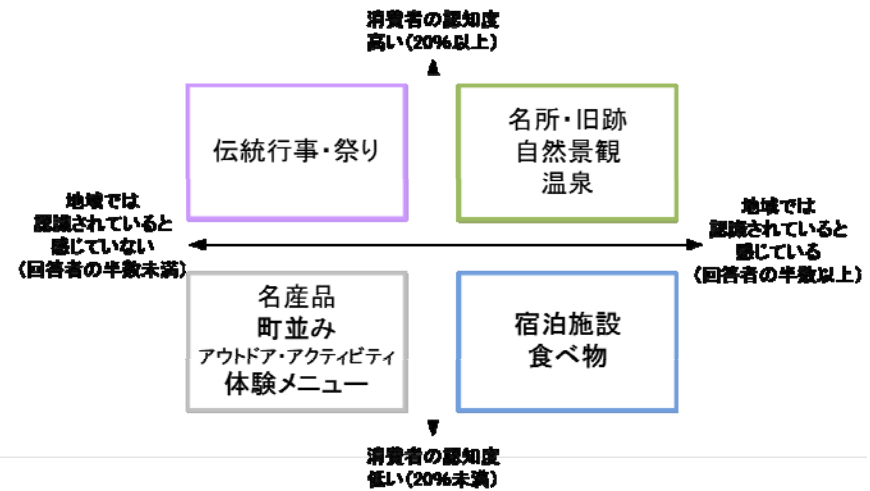 消費者の認知度
高い(20%以上)
伝統行事・祭り
名所・旧跡
自然景観
温泉
地域では
認識されていると
感じていない
(回答者の半数未満)
地域では
認識されていると
感じている
(回答者の半数以上)
名産品
町並み
アウトドア・アクティビティ
体験メニュー
宿泊施設
食べ物
消費者の認知度
低い(20%未満)